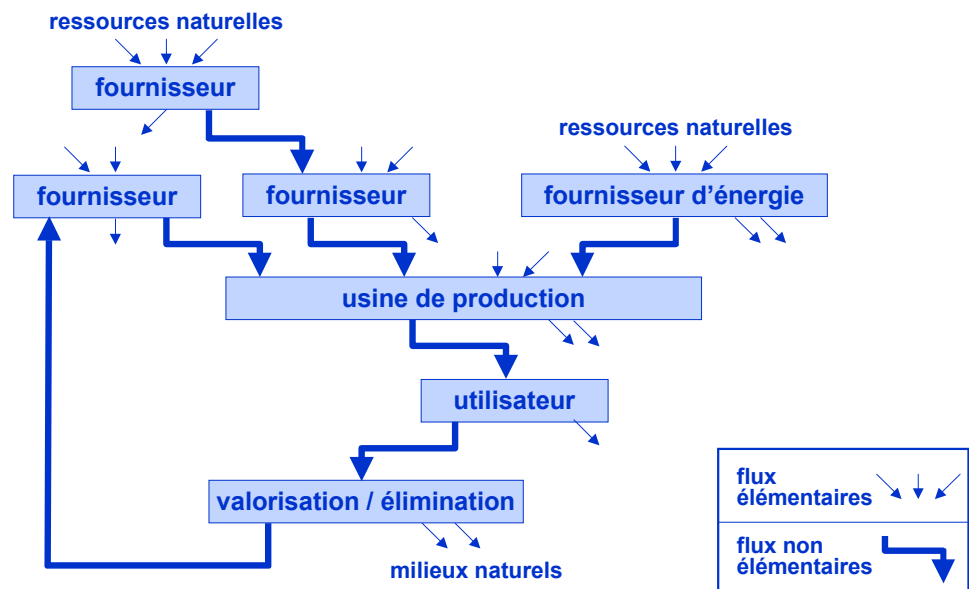 ressources naturelles
fournisseur
ressources naturelles
fournisseur
fournisseur
fournisseur d’énergie
usine de production
utilisateur
valorisation / élimination
milieux naturels
flux
élémentaires
flux non
élémentaires